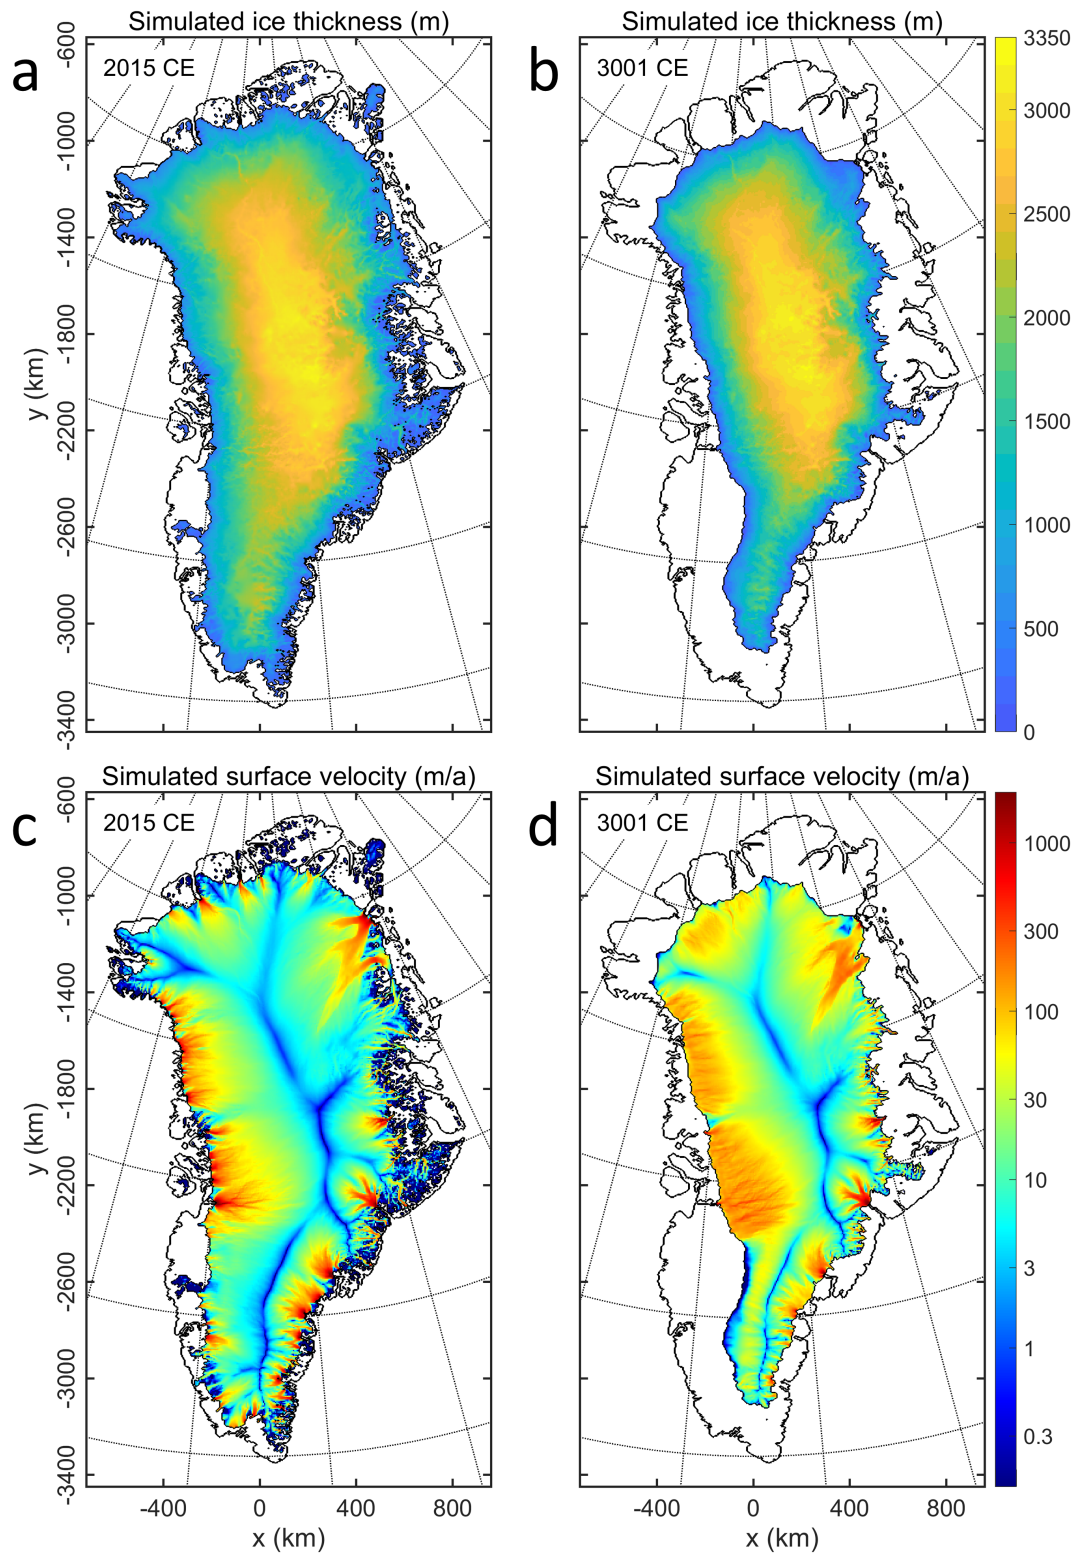 Simulated ice thickness (m)
Simulated ice thickness (m)
a
2015 CE
b
3001 CE
-600
-1000
-1400
-1800
-2200
-2600
-3000
-3400
y (km)
3350
3000
2500
2000
1500
1000
500
0
Simulated surface velocity (m/a)
Simulated surface velocity (m/a)
c
2015 CE
d
3001 CE
-600
-1000
-1400
-1800
-2200
-2600
-3000
-3400
y (km)
1000
300
100
30
10
3
1
0.3
-400 0 400 800
-400 0 400 800
x (km)
x (km)